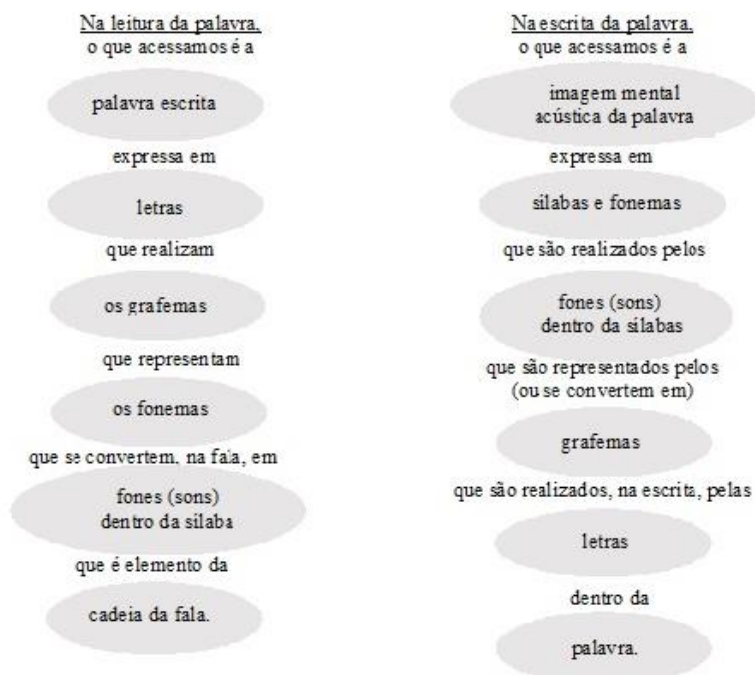 Na leitura da palavra,
o que acessamos é a
palavra escrita
expressa em
letras
que realizam
os grafemas
que representam
os fonemas
que se convertem, na fala, em
fones (sons)
dentro da sílaba
que é elemento da
cadeia da fala.
Na escrita da palavra,
o que acessamos é a
imagem mental
acústica da palavra
expressa em
sílabas e fonemas
que são realizados pelos
fones (sons)
dentro da sílabas
que são representados pelos
(ou se convertem em)
grafemas
que são realizados, na escrita, pelas
letras
dentro da
palavra.